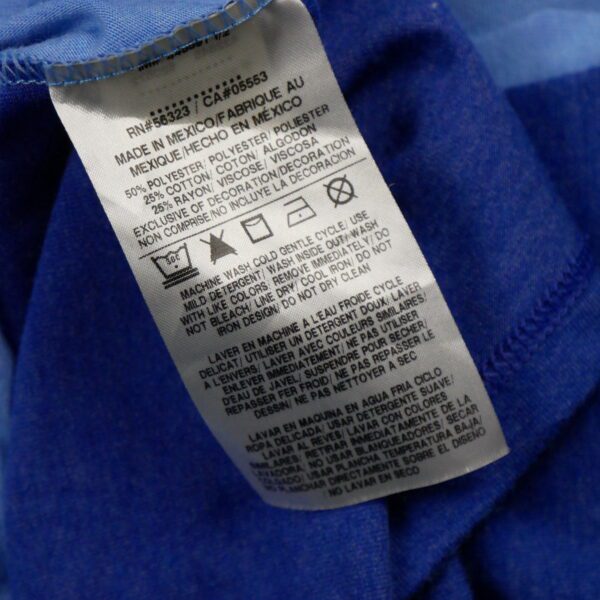 RN#56323 / CA#05553
MADE IN MEXICO/FABRIQUE AU
MEXIQUE/HECHO EN MEXICO
50% POLYESTER/ POLYESTER/ POLIESTER
25% COTTON/ COTON/ ALGODON
25% RAYON/ VISCOSE/ VISCOSA
EXCLUSIVE OF DECORATION/DECORATION
NON COMPRISE/NO INCLUYE LA DECORACION
30C
MACHINE WASH COLD GENTLE CYCLE/ USE
MILD DETERGENT/ WASH INSIDE OUT/ WASH
WITH LIKE COLORS/ REMOVE IMMEDIATELY/ DO
NOT BLEACH/ LINE DRY/ COOL IRON/ DO NOT
IRON DESIGN/ DO NOT DRY CLEAN
LAVER EN MACHINE A L'EAU FROIDE CYCLE
DELICAT/ UTILISER UN DETERGENT DOUX/ LAVER
A L'ENVERS/ LAVER AVEC COULEURS SIMILAIRES/
ENLEVER IMMEDIATEMENT/ NE PAS UTILISER
D'EAU DE JAVEL/ SUSPENDRE POUR SECHER/
REPASSER FER FROID/ NE PAS REPASSER LE
DESSIN/ NE PAS NETTOYER A SEC
LAVAR EN MAQUINA EN AGUA FRIA CICLO
ROPA DELICADA/ USAR DETERGENTE SUAVE/
LAVAR AL REVES/ LAVAR CON COLORES
SIMILARES/ RETIRAR INMEDIATAMENTE DE LA
LAVADORA/ NO USAR BLANQUEADORES/ SECAR
COLGADO/ USAR PLANCHA TEMPERATURA BAJA/
NO PLANCHAR DIRECTAMENTE SOBRE EL DISEÑO
/ NO LAVAR EN SECO